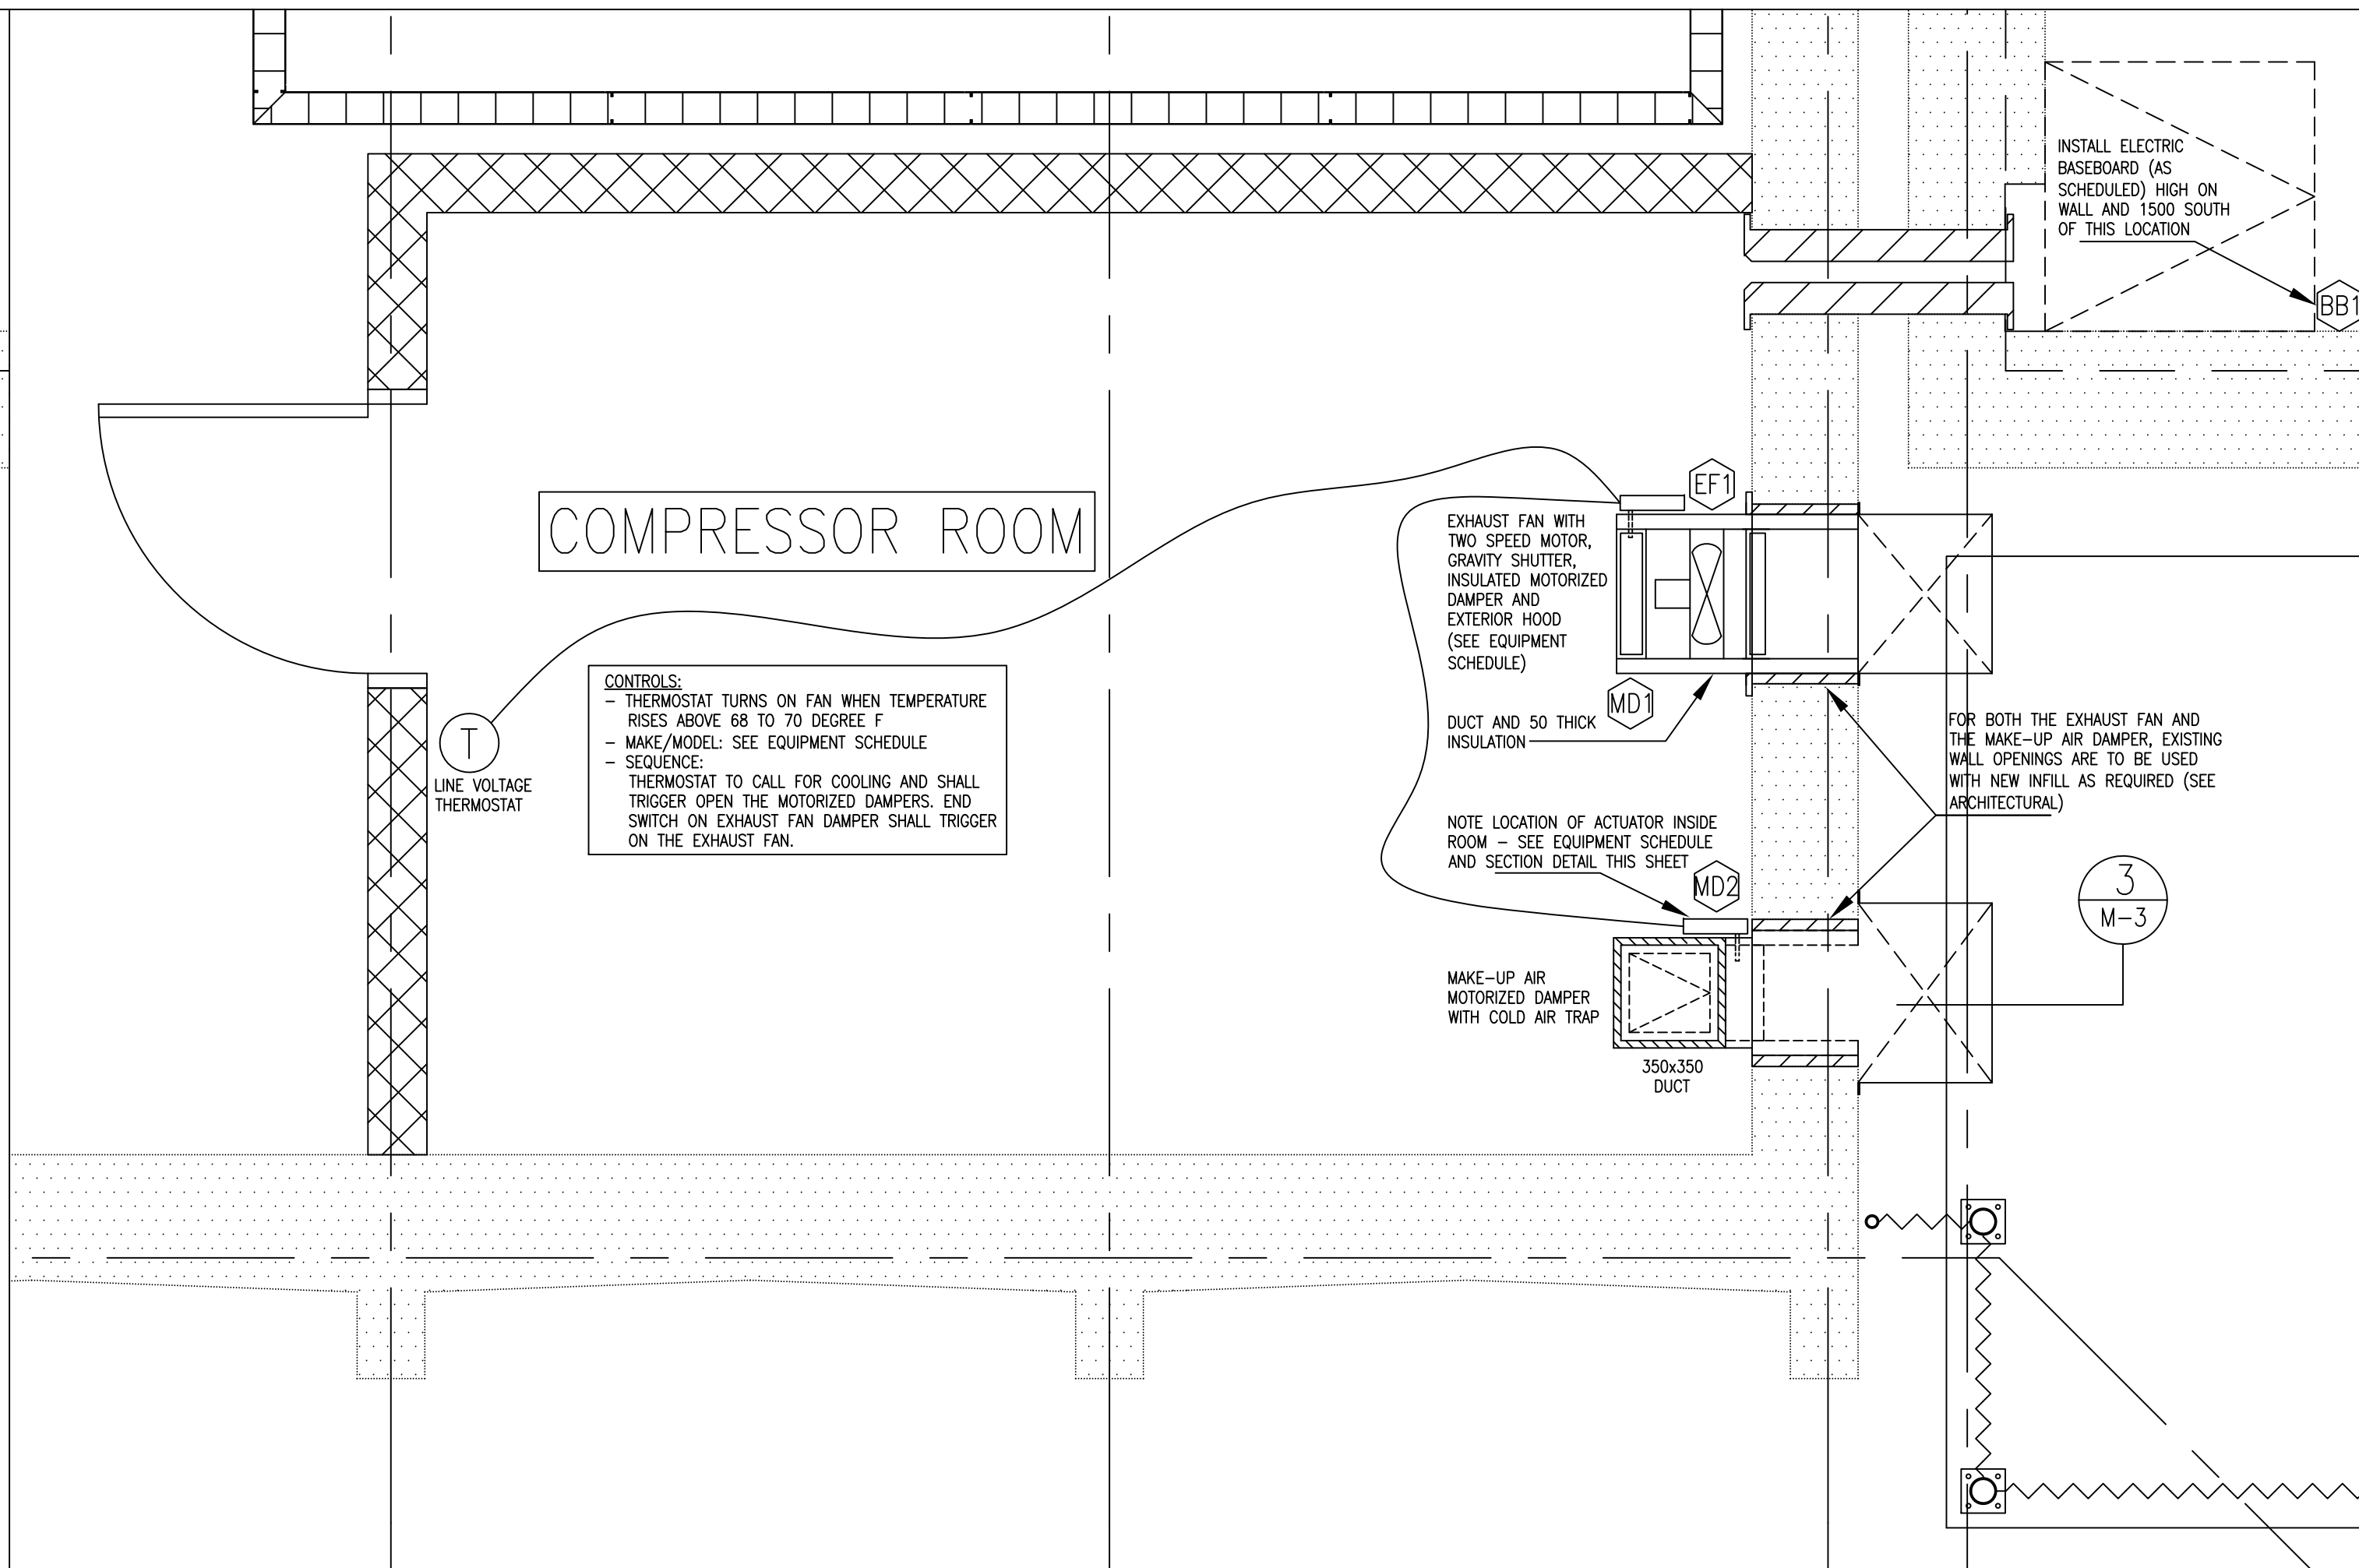 INSTALL ELECTRIC
BASEBOARD (AS
SCHEDULED) HIGH ON
WALL AND 1500 SOUTH
OF THIS LOCATION
BB1
COMPRESSOR ROOM
EF1
EXHAUST FAN WITH
TWO SPEED MOTOR,
GRAVITY SHUTTER,
INSULATED MOTORIZED
DAMPER AND
EXTERIOR HOOD
(SEE EQUIPMENT
SCHEDULE)
MD1
DUCT AND 50 THICK
INSULATION
T
LINE VOLTAGE
THERMOSTAT
CONTROLS:
– THERMOSTAT TURNS ON FAN WHEN TEMPERATURE
RISES ABOVE 68 TO 70 DEGREE F
– MAKE/MODEL: SEE EQUIPMENT SCHEDULE
– SEQUENCE:
THERMOSTAT TO CALL FOR COOLING AND SHALL
TRIGGER OPEN THE MOTORIZED DAMPERS. END
SWITCH ON EXHAUST FAN DAMPER SHALL TRIGGER
ON THE EXHAUST FAN.
FOR BOTH THE EXHAUST FAN AND
THE MAKE–UP AIR DAMPER, EXISTING
WALL OPENINGS ARE TO BE USED
WITH NEW INFILL AS REQUIRED (SEE
ARCHITECTURAL)
NOTE LOCATION OF ACTUATOR INSIDE
ROOM – SEE EQUIPMENT SCHEDULE
AND SECTION DETAIL THIS SHEET
MD2
3
M–3
MAKE–UP AIR
MOTORIZED DAMPER
WITH COLD AIR TRAP
350x350
DUCT